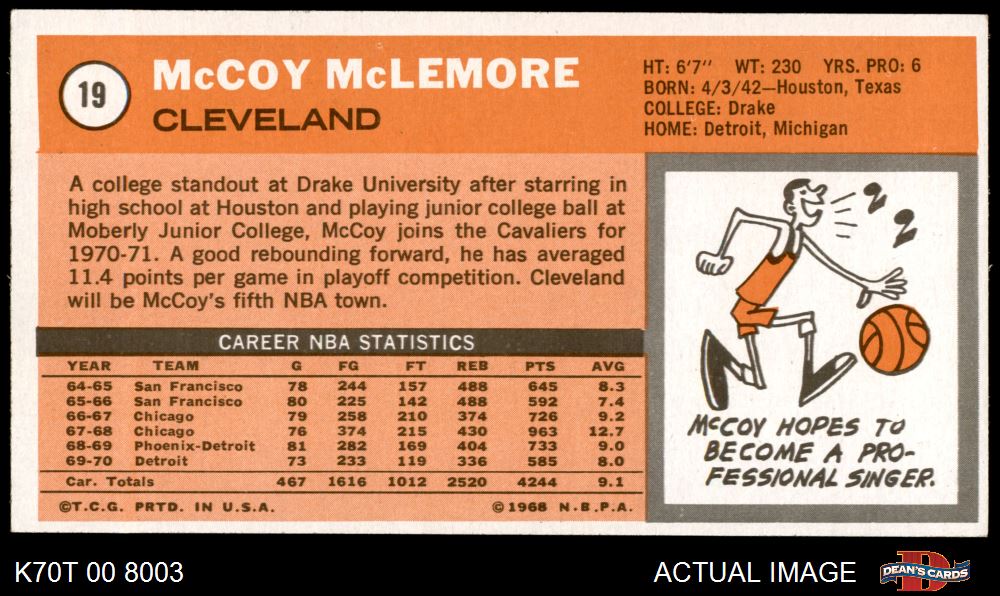 19
McCOY McLEMORE
CLEVELAND
HT: 6'7" WT: 230 YRS. PRO: 6
BORN: 4/3/42—Houston, Texas
COLLEGE: Drake
HOME: Detroit, Michigan
A college standout at Drake University after starring in
high school at Houston and playing junior college ball at
Moberly Junior College, McCoy joins the Cavaliers for
1970-71. A good rebounding forward, he has averaged
11.4 points per game in playoff competition. Cleveland
will be McCoy's fifth NBA town.
CAREER NBA STATISTICS
YEAR TEAM G FG FT REB PTS AVG
64-65 San Francisco 78 244 157 488 645 8.3
65-66 San Francisco 80 225 142 488 592 7.4
66-67 Chicago 79 258 210 374 726 9.2
67-68 Chicago 76 374 215 430 963 12.7
68-69 Phoenix-Detroit 81 282 169 404 733 9.0
69-70 Detroit 73 233 119 336 585 8.0
Car. Totals 467 1616 1012 2520 4244 9.1
©T.C.G. PRTD. IN U.S.A. ©1968 N.B.P.A.
McCOY HOPES TO
BECOME A PRO-
FESSIONAL SINGER.
K70T 00 8003
ACTUAL IMAGE
D
DEAN'S CARDS